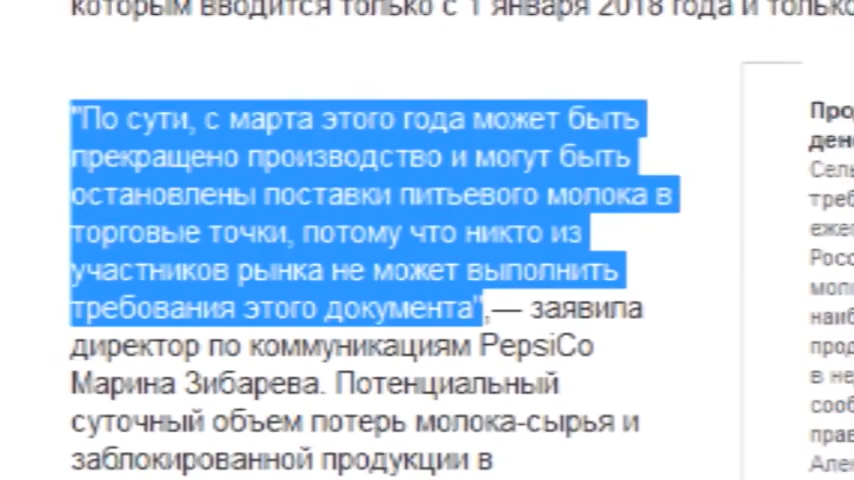 которым вводится только с 1 января 2018 года и только
"По сути, с марта этого года может быть
прекращено производство и могут быть
остановлены поставки питьевого молока в
торговые точки, потому что никто из
участников рынка не может выполнить
требования этого документа",— заявила
директор по коммуникациям PepsiCo
Марина Зибарева. Потенциальный
суточный объем потерь молока-сырья и
заблокированной продукции в